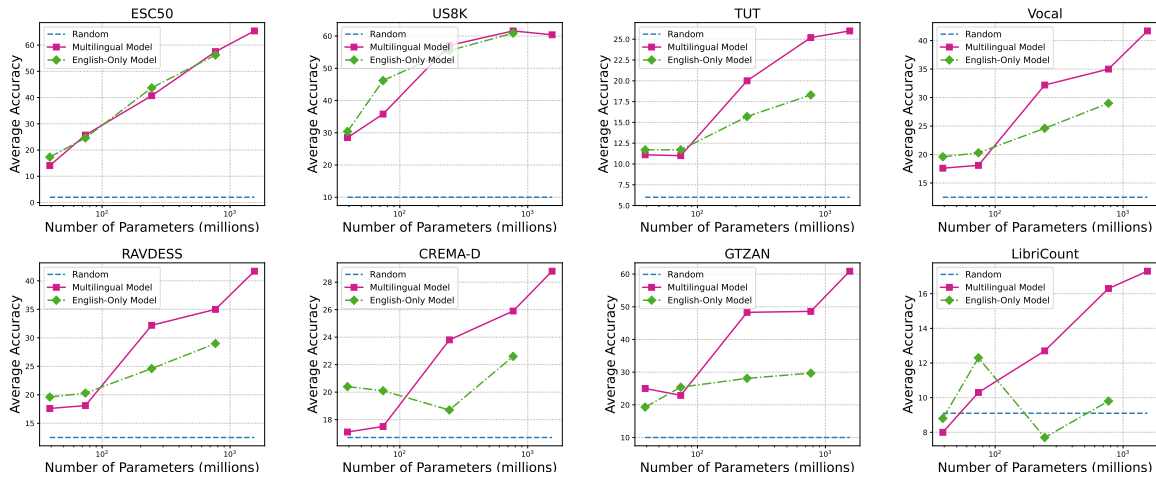 ESC50
Random
Multilingual Model
English-Only Model
Average Accuracy
60
50
40
30
20
10
0
10²
10³
Number of Parameters (millions)
US8K
Random
Multilingual Model
English-Only Model
Average Accuracy
60
50
40
30
20
10
10²
10³
Number of Parameters (millions)
TUT
Random
Multilingual Model
English-Only Model
Average Accuracy
25.0
22.5
20.0
17.5
15.0
12.5
10.0
7.5
5.0
10²
10³
Number of Parameters (millions)
Vocal
Random
Multilingual Model
English-Only Model
Average Accuracy
40
35
30
25
20
15
10²
10³
Number of Parameters (millions)
RAVDESS
Random
Multilingual Model
English-Only Model
Average Accuracy
40
35
30
25
20
15
10²
10³
Number of Parameters (millions)
CREMA-D
Random
Multilingual Model
English-Only Model
Average Accuracy
28
26
24
22
20
18
10²
10³
Number of Parameters (millions)
GTZAN
Random
Multilingual Model
English-Only Model
Average Accuracy
60
50
40
30
20
10
10²
10³
Number of Parameters (millions)
LibriCount
Random
Multilingual Model
English-Only Model
Average Accuracy
16
14
12
10
8
10²
10³
Number of Parameters (millions)